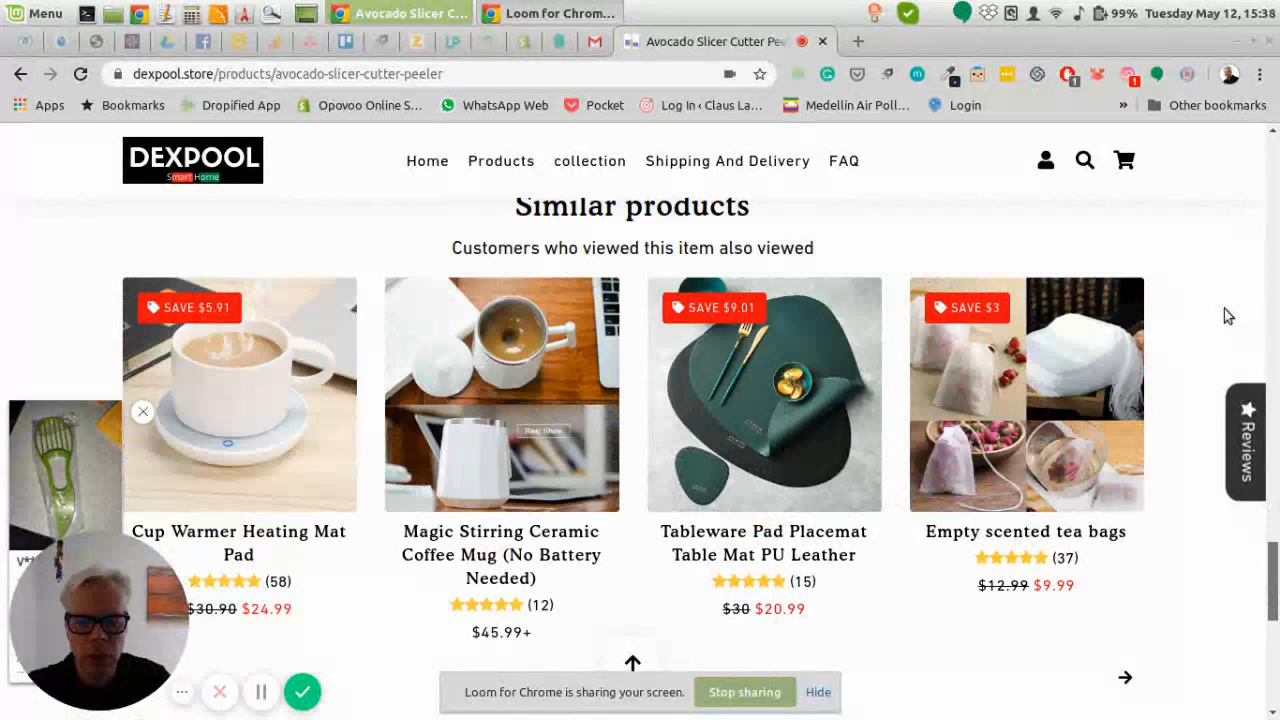 Menu
Avocado Slicer C...
Loom for Chrom...
99%
Tuesday May 12, 15:38
Avocado Slicer Cutter Pee
dexpool.store/products/avocado-slicer-cutter-peeler
Apps
Bookmarks
Dropified App
Opovoo Online S...
WhatsApp Web
Pocket
Log In ‹ Claus La...
Medellin Air Poll...
Login
»
Other bookmarks
DEXPOOL
Smart Home
Home
Products
collection
Shipping And Delivery
FAQ
Similar products
Customers who viewed this item also viewed
SAVE $5.91
SAVE $9.01
SAVE $3
Reviews
Cup Warmer Heating Mat
Pad
(58)
$30.90 $24.99
Magic Stirring Ceramic
Coffee Mug (No Battery
Needed)
(12)
$45.99+
Tableware Pad Placemat
Table Mat PU Leather
(15)
$30 $20.99
Empty scented tea bags
(37)
$12.99 $9.99
Loom for Chrome is sharing your screen.
Stop sharing
Hide